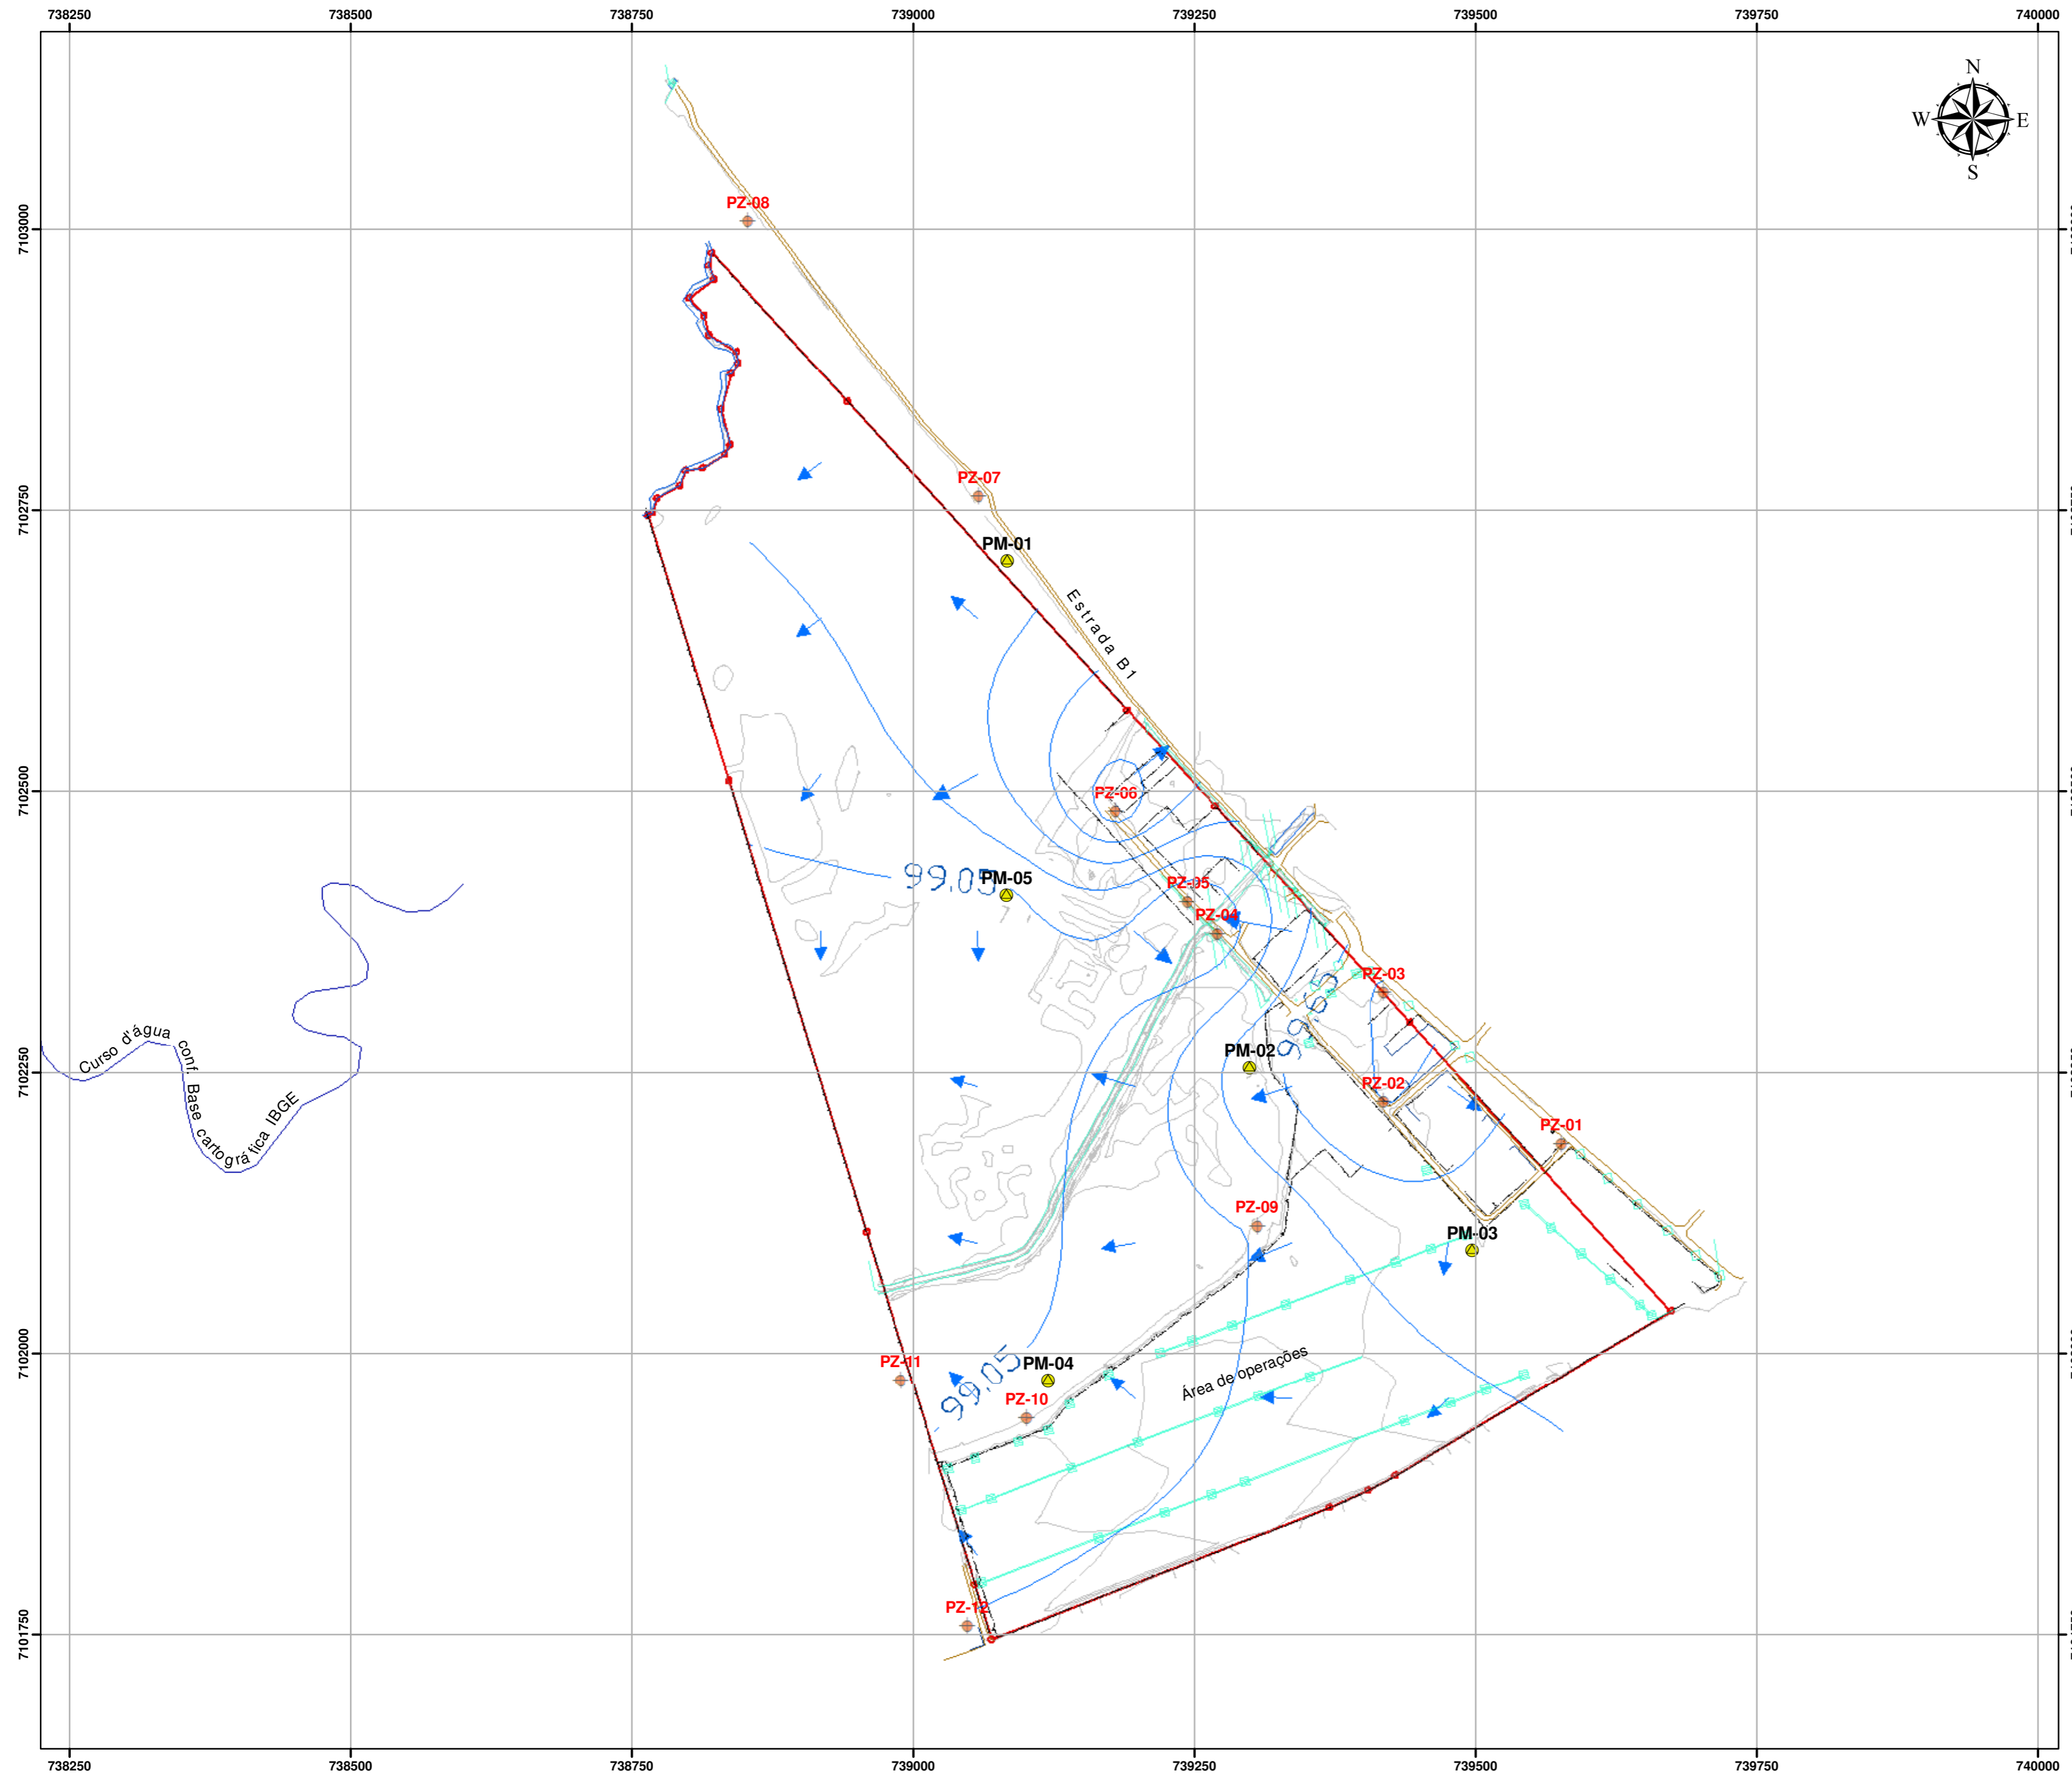 738250 738500 738750 739000 739250 739500 739750 740000
N
W E
S
PZ-08
7103000
PZ-07
7102750
PM-01
Estrada B1
7102500
PZ-06
99,05
PM-05
PZ-05
PZ-04
PZ-03
99,65
PM-02
7102250
PZ-02
PZ-01
Curso d'água conf. Base cartográfica IBGE
PZ-09
PM-03
7102000
PZ-11
99,05
PM-04
Área de operações
PZ-10
PZ-12
7101750
738250 738500 738750 739000 739250 739500 739750 740000